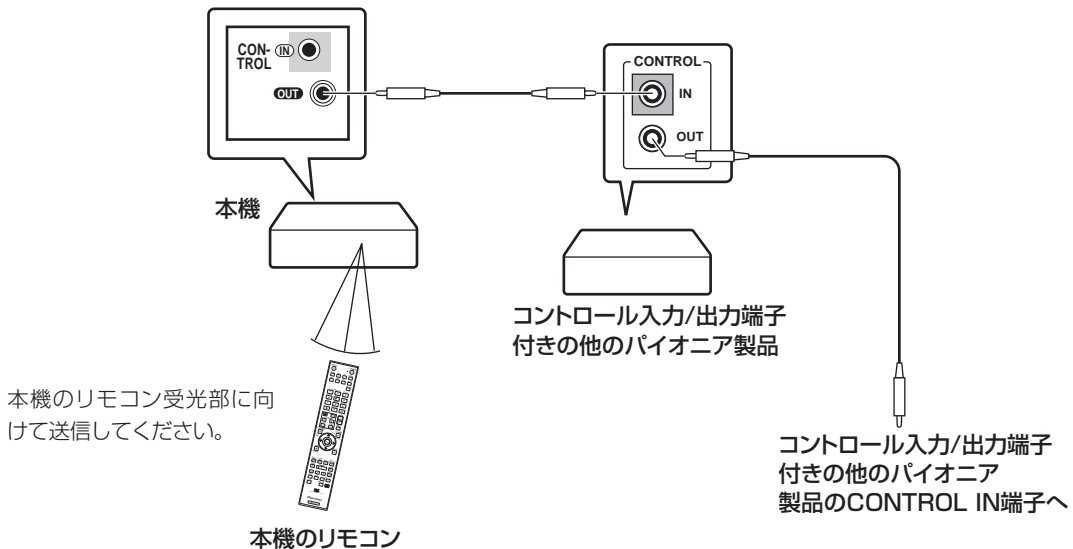 CON-
TROL
IN
OUT
CONTROL
IN
OUT
本機
コントロール入力/出力端子
付きの他のパイオニア製品
本機のリモコン受光部に向
けて送信してください。
コントロール入力/出力端子
付きの他のパイオニア
製品のCONTROL IN端子へ
本機のリモコン